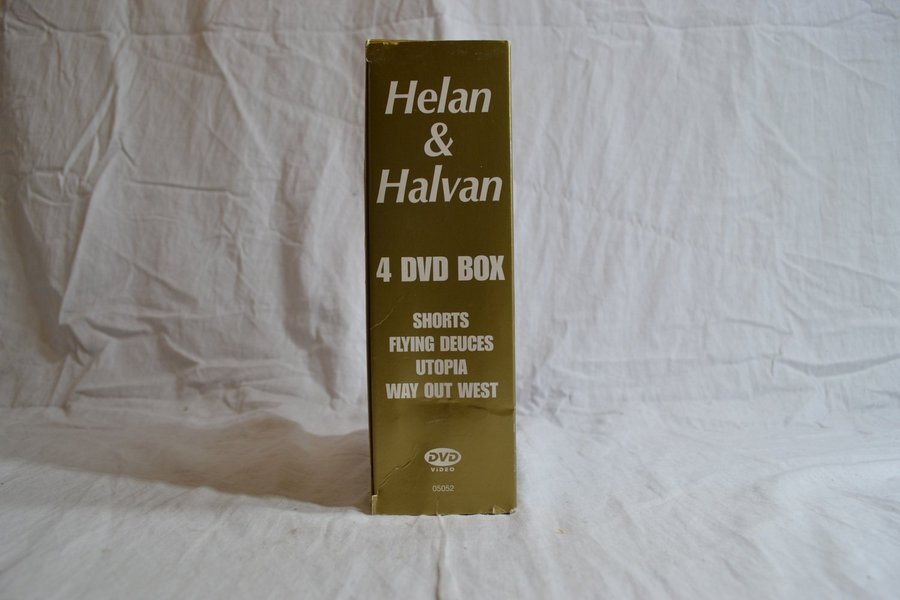 Helan
&
Halvan
4 DVD BOX
SHORTS
FLYING DEUCES
UTOPIA
WAY OUT WEST
DVD
VIDEO
05052